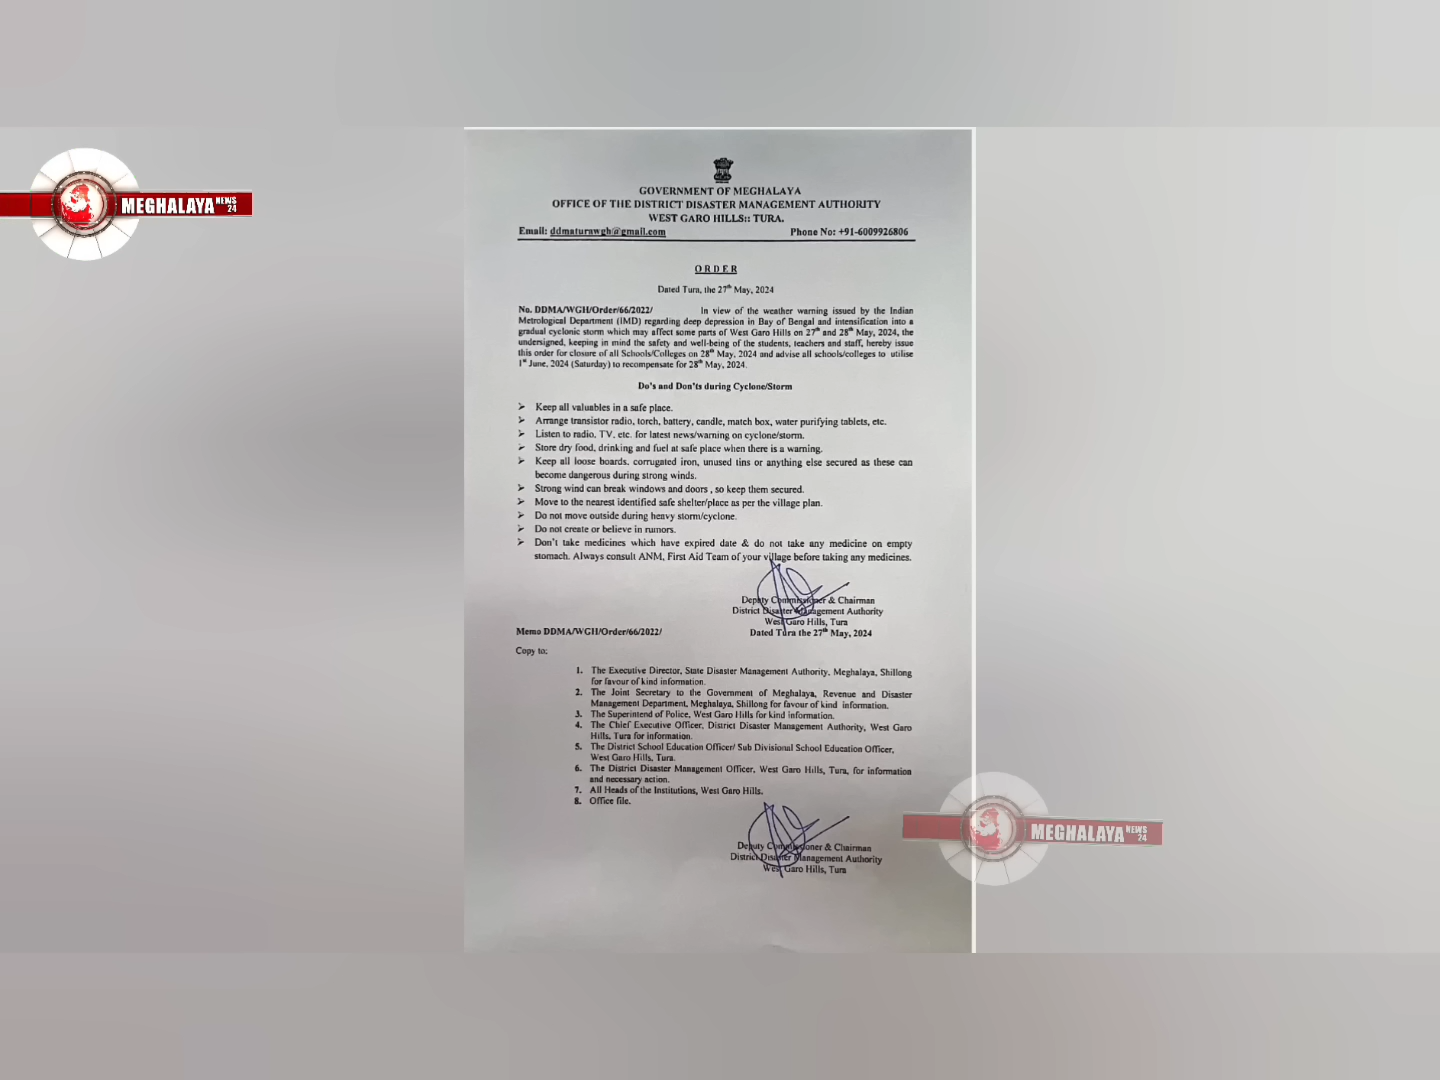 MEGHALAYA NEWS 24
GOVERNMENT OF MEGHALAYA
OFFICE OF THE DISTRICT DISASTER MANAGEMENT AUTHORITY
WEST GARO HILLS:: TURA.
Email: ddmaturawgh@gmail.com Phone No: +91-6009926806
ORDER
Dated Tura, the 27th May, 2024
No. DDMA/WGH/Order/66/2022/ In view of the weather warning issued by the Indian
Metrological Department (IMD) regarding deep depression in Bay of Bengal and intensification into a
gradual cyclonic storm which may affect some parts of West Garo Hills on 27th and 28th May, 2024, the
undersigned, keeping in mind the safety and well-being of the students, teachers and staff, hereby issue
this order for closure of all Schools/Colleges on 28th May, 2024 and advise all schools/colleges to utilise
1st June, 2024 (Saturday) to recompensate for 28th May, 2024.
Do's and Don'ts during Cyclone/Storm
➢ Keep all valuables in a safe place.
➢ Arrange transistor radio, torch, battery, candle, match box, water purifying tablets, etc.
➢ Listen to radio, TV, etc. for latest news/warning on cyclone/storm.
➢ Store dry food, drinking and fuel at safe place when there is a warning.
➢ Keep all loose boards, corrugated iron, unused tins or anything else secured as these can
become dangerous during strong winds.
➢ Strong wind can break windows and doors , so keep them secured.
➢ Move to the nearest identified safe shelter/place as per the village plan.
➢ Do not move outside during heavy storm/cyclone.
➢ Do not create or believe in rumors.
➢ Don't take medicines which have expired date & do not take any medicine on empty
stomach. Always consult ANM, First Aid Team of your village before taking any medicines.
Deputy Commissioner & Chairman
District Disaster Management Authority
West Garo Hills, Tura
Memo DDMA/WGH/Order/66/2022/ Dated Tura the 27th May, 2024
Copy to:
1. The Executive Director, State Disaster Management Authority, Meghalaya, Shillong
for favour of kind information.
2. The Joint Secretary to the Government of Meghalaya, Revenue and Disaster
Management Department, Meghalaya, Shillong for favour of kind information.
3. The Superintend of Police, West Garo Hills for kind information.
4. The Chief Executive Officer, District Disaster Management Authority, West Garo
Hills, Tura for information.
5. The District School Education Officer/ Sub Divisional School Education Officer,
West Garo Hills, Tura.
6. The District Disaster Management Officer, West Garo Hills, Tura, for information
and necessary action.
7. All Heads of the Institutions, West Garo Hills.
8. Office file.
MEGHALAYA NEWS 24
Deputy Commissioner & Chairman
District Disaster Management Authority
West Garo Hills, Tura